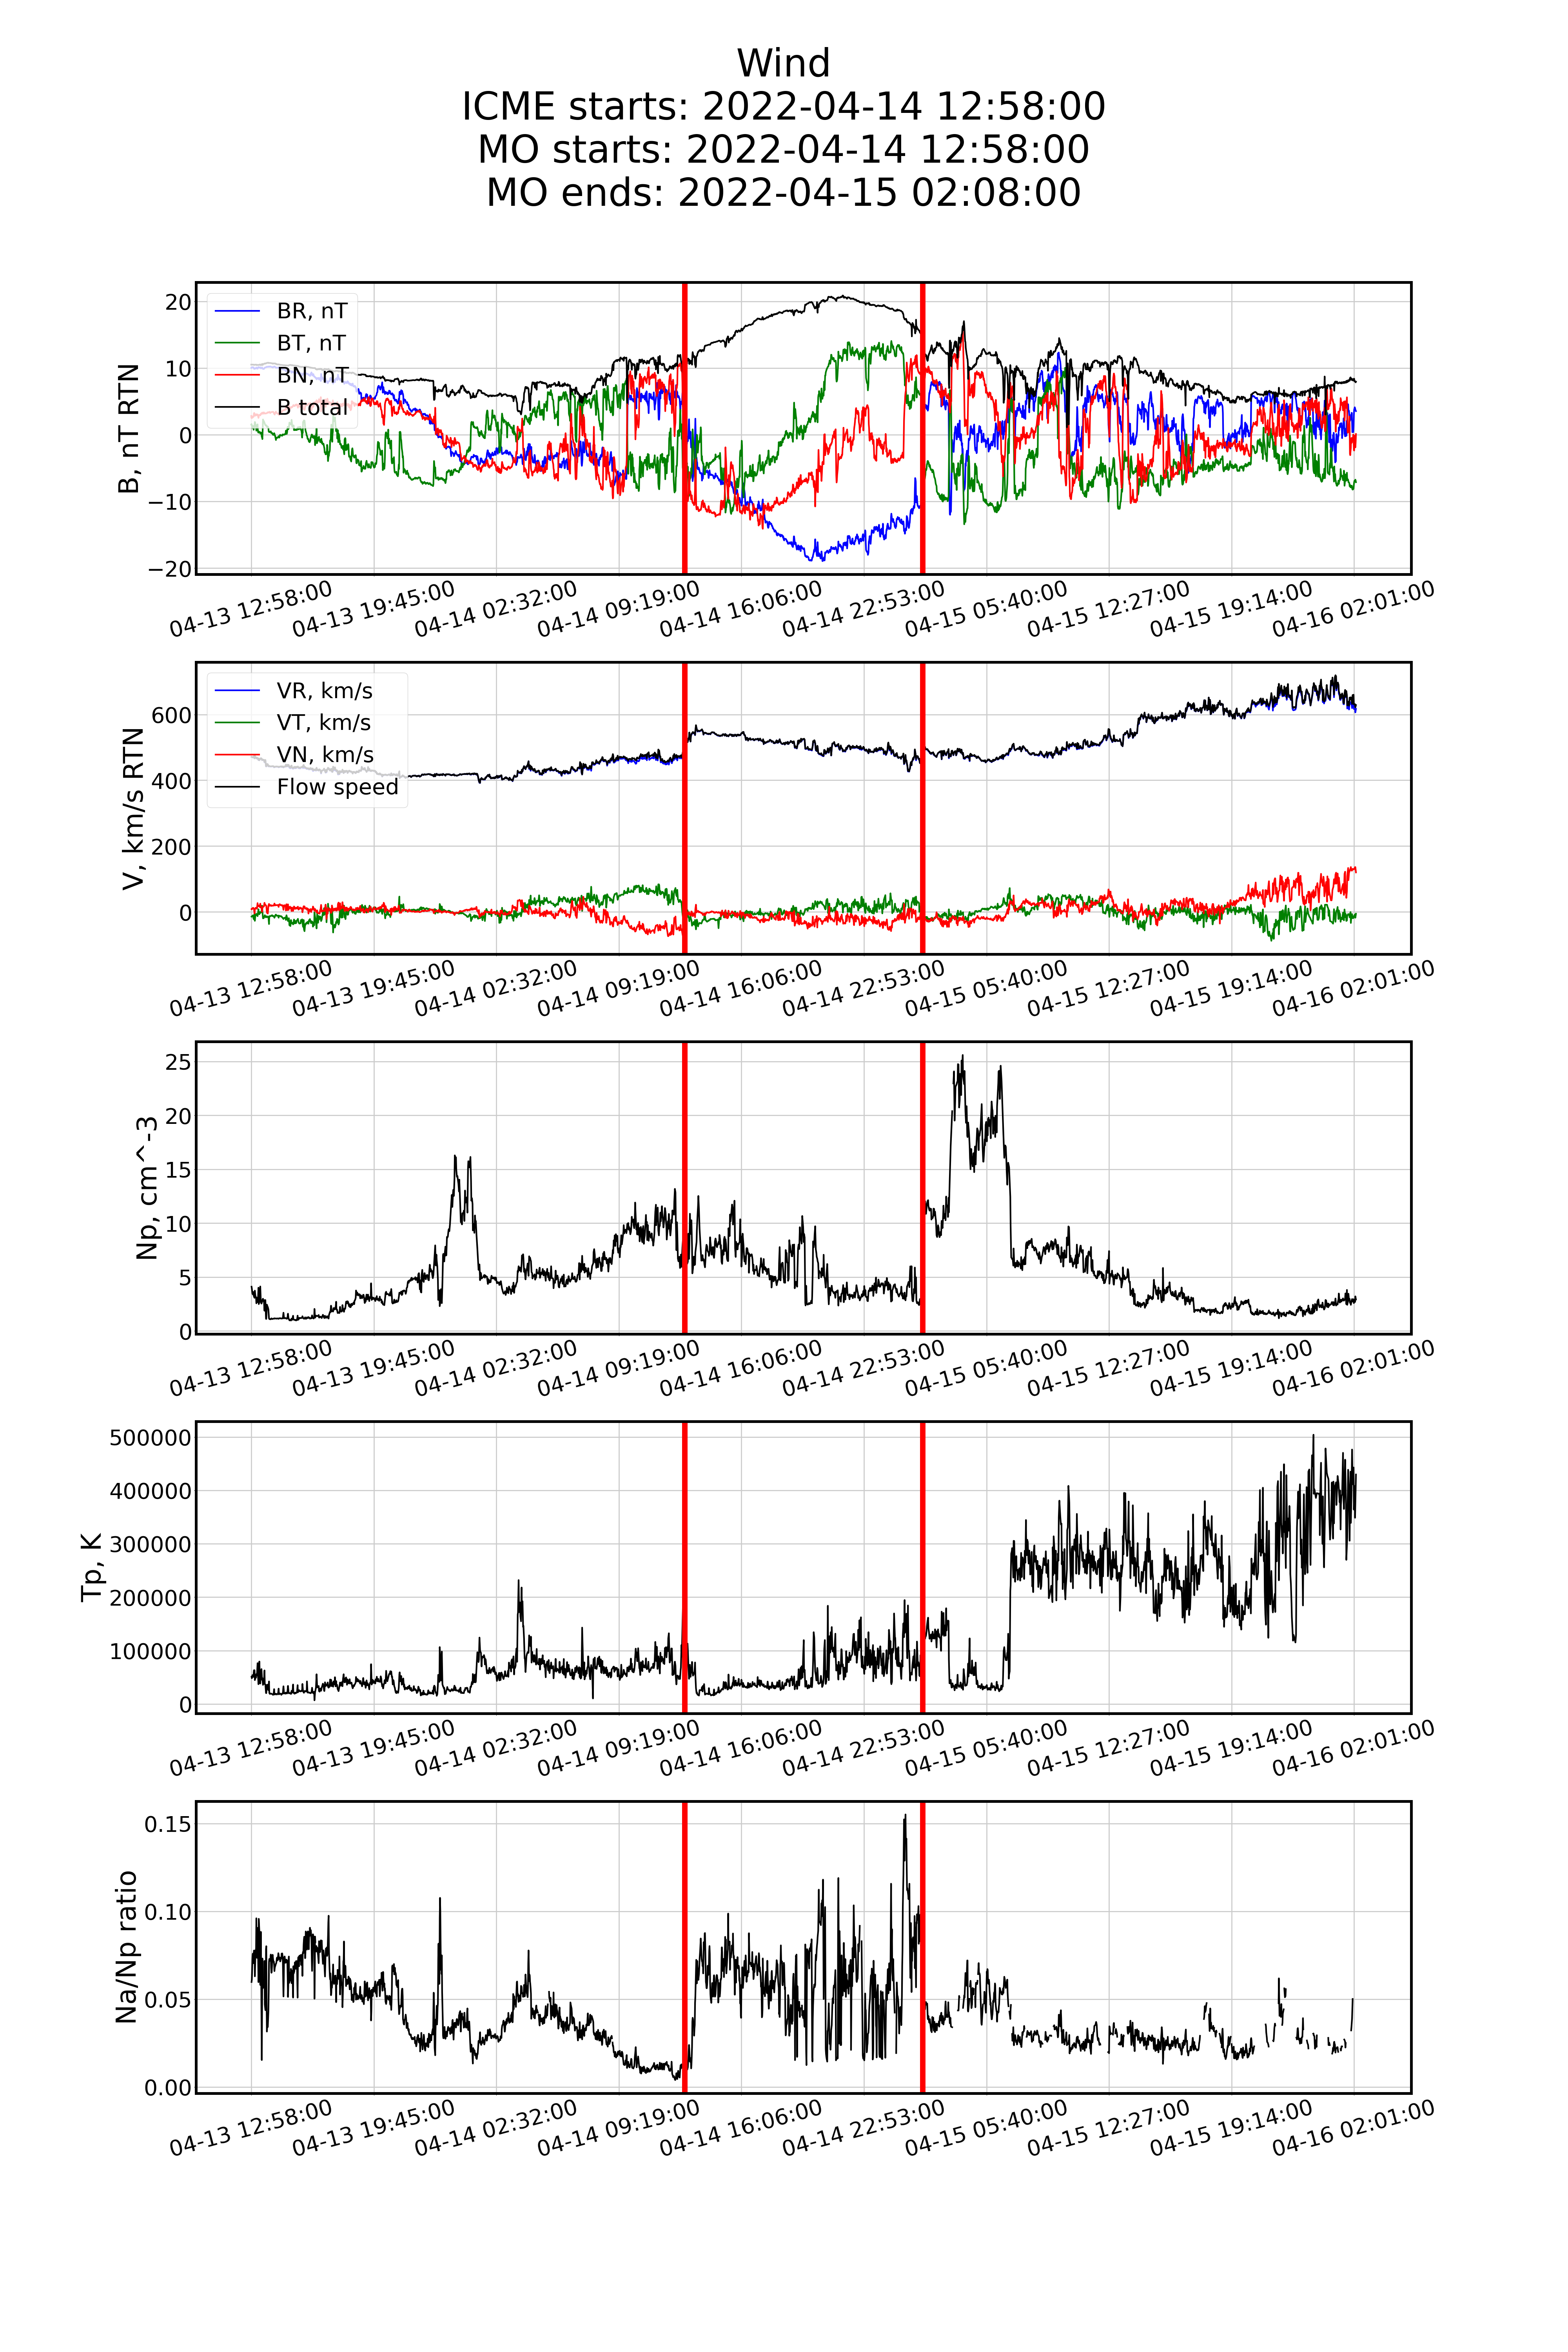 Wind
ICME starts: 2022-04-14 12:58:00
MO starts: 2022-04-14 12:58:00
MO ends: 2022-04-15 02:08:00
B, nT RTN
20
10
0
−10
−20
BR, nT
BT, nT
BN, nT
B total
04-13 12:58:00 04-13 19:45:00 04-14 02:32:00 04-14 09:19:00 04-14 16:06:00 04-14 22:53:00 04-15 05:40:00 04-15 12:27:00 04-15 19:14:00 04-16 02:01:00
V, km/s RTN
600
400
200
0
VR, km/s
VT, km/s
VN, km/s
Flow speed
04-13 12:58:00 04-13 19:45:00 04-14 02:32:00 04-14 09:19:00 04-14 16:06:00 04-14 22:53:00 04-15 05:40:00 04-15 12:27:00 04-15 19:14:00 04-16 02:01:00
Np, cm^-3
25
20
15
10
5
0
04-13 12:58:00 04-13 19:45:00 04-14 02:32:00 04-14 09:19:00 04-14 16:06:00 04-14 22:53:00 04-15 05:40:00 04-15 12:27:00 04-15 19:14:00 04-16 02:01:00
Tp, K
500000
400000
300000
200000
100000
0
04-13 12:58:00 04-13 19:45:00 04-14 02:32:00 04-14 09:19:00 04-14 16:06:00 04-14 22:53:00 04-15 05:40:00 04-15 12:27:00 04-15 19:14:00 04-16 02:01:00
Na/Np ratio
0.15
0.10
0.05
0.00
04-13 12:58:00 04-13 19:45:00 04-14 02:32:00 04-14 09:19:00 04-14 16:06:00 04-14 22:53:00 04-15 05:40:00 04-15 12:27:00 04-15 19:14:00 04-16 02:01:00